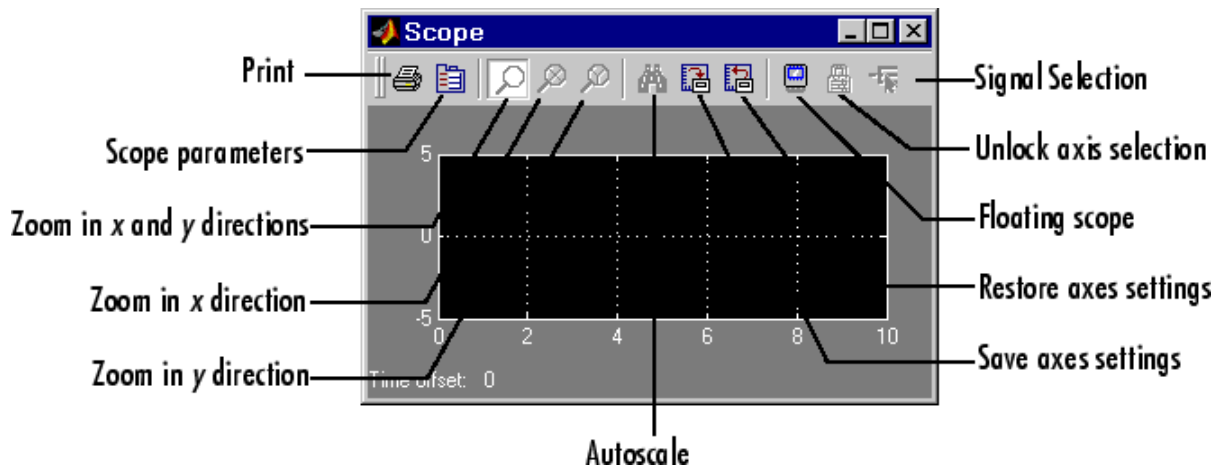 Scope
Print
Signal Selection
Scope parameters
Unlock axis selection
5
Zoom in x and y directions
Floating scope
0
Zoom in x direction
Restore axes settings
-5
0 2 4 6 8 10
Save axes settings
Zoom in y direction
Time offset: 0
Autoscale